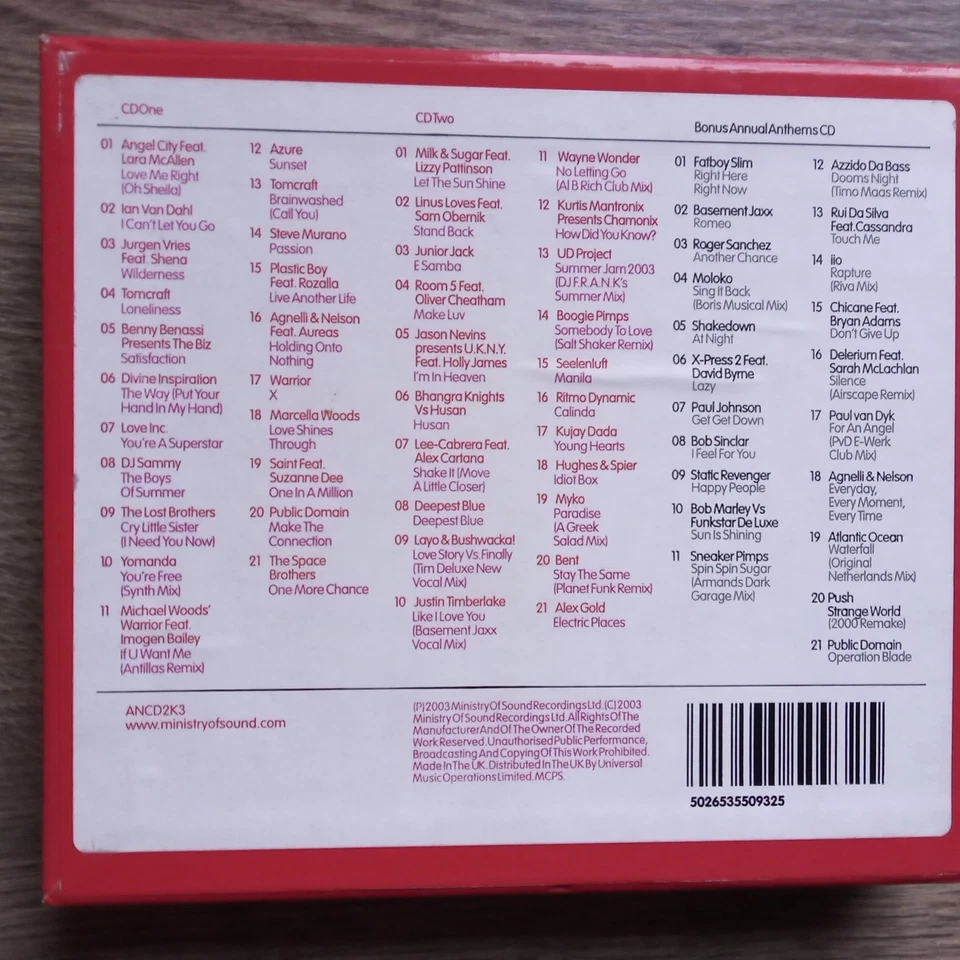 CD One
01 Angel City Feat.
Lara McAllen
Love Me Right
(Oh Sheila)
02 Ian Van Dahl
I Can't Let You Go
03 Jurgen Vries
Feat. Shena
Wilderness
04 Tomcraft
Loneliness
05 Benny Benassi
Presents The Biz
Satisfaction
06 Divine Inspiration
The Way (Put Your
Hand In My Hand)
07 Love Inc.
You're A Superstar
08 DJ Sammy
The Boys
Of Summer
09 The Lost Brothers
Cry Little Sister
(I Need You Now)
10 Yomanda
You're Free
(Synth Mix)
11 Michael Woods'
Warrior Feat.
Imogen Bailey
If U Want Me
(Antillas Remix)
12 Azure
Sunset
13 Tomcraft
Brainwashed
(Call You)
14 Steve Murano
Passion
15 Plastic Boy
Feat. Rozalla
Live Another Life
16 Agnelli & Nelson
Feat. Aureas
Holding Onto
Nothing
17 Warrior
X
18 Marcella Woods
Love Shines
Through
19 Saint Feat.
Suzanne Dee
One In A Million
20 Public Domain
Make The
Connection
21 The Space
Brothers
One More Chance
CD Two
01 Milk & Sugar Feat.
Lizzy Pattinson
Let The Sun Shine
02 Linus Loves Feat.
Sam Obernik
Stand Back
03 Junior Jack
E Samba
04 Room 5 Feat.
Oliver Cheatham
Make Luv
05 Jason Nevins
presents U.K.N.Y.
Feat. Holly James
I'm In Heaven
06 Bhangra Knights
Vs Husan
Husan
07 Lee-Cabrera Feat.
Alex Cartana
Shake It (Move
A Little Closer)
08 Deepest Blue
Deepest Blue
09 Layo & Bushwacka!
Love Story Vs. Finally
(Tim Deluxe New
Vocal Mix)
10 Justin Timberlake
Like I Love You
(Basement Jaxx
Vocal Mix)
11 Wayne Wonder
No Letting Go
(Al B Rich Club Mix)
12 Kurtis Mantronix
Presents Chamonix
How Did You Know?
13 UD Project
Summer Jam 2003
(DJ F.R.A.N.K's
Summer Mix)
14 Boogie Pimps
Somebody To Love
(Salt Shaker Remix)
15 Seelenluft
Manila
16 Ritmo Dynamic
Calinda
17 Kujay Dada
Young Hearts
18 Hughes & Spier
Idiot Box
19 Myko
Paradise
(A Greek
Salad Mix)
20 Bent
Stay The Same
(Planet Funk Remix)
21 Alex Gold
Electric Places
Bonus Annual Anthems CD
01 Fatboy Slim
Right Here
Right Now
02 Basement Jaxx
Romeo
03 Roger Sanchez
Another Chance
04 Moloko
Sing It Back
(Boris Musical Mix)
05 Shakedown
At Night
06 X-Press 2 Feat.
David Byrne
Lazy
07 Paul Johnson
Get Get Down
08 Bob Sinclar
I Feel For You
09 Static Revenger
Happy People
10 Bob Marley Vs
Funkstar De Luxe
Sun Is Shining
11 Sneaker Pimps
Spin Spin Sugar
(Armands Dark
Garage Mix)
12 Azzido Da Bass
Dooms Night
(Timo Maas Remix)
13 Rui Da Silva
Feat. Cassandra
Touch Me
14 iio
Rapture
(Riva Mix)
15 Chicane Feat.
Bryan Adams
Don't Give Up
16 Delerium Feat.
Sarah McLachlan
Silence
(Airscape Remix)
17 Paul van Dyk
For An Angel
(PvD E-Werk
Club Mix)
18 Agnelli & Nelson
Everyday,
Every Moment,
Every Time
19 Atlantic Ocean
Waterfall
(Original
Netherlands Mix)
20 Push
Strange World
(2000 Remake)
21 Public Domain
Operation Blade
ANCD2K3
www.ministryofsound.com
(P) 2003 Ministry Of Sound Recordings Ltd. (C) 2003
Ministry Of Sound Recordings Ltd. All Rights Of The
Manufacturer And Of The Owner Of The Recorded
Work Reserved. Unauthorised Public Performance,
Broadcasting And Copying Of This Work Prohibited.
Made In The UK. Distributed In The UK By Universal
Music Operations Limited. MCPS.
5026535509325